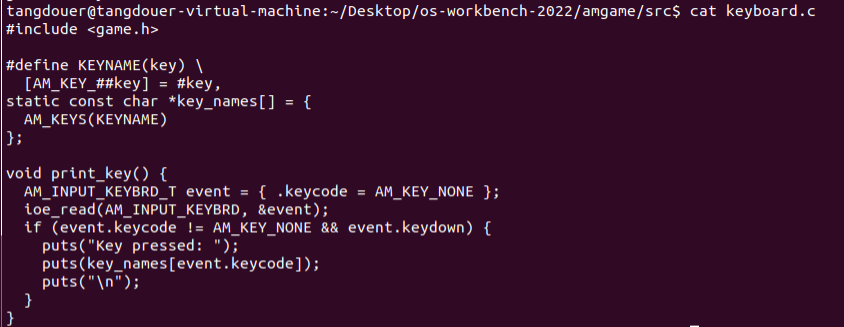 tangdouer@tangdouer-virtual-machine:~/Desktop/os-workbench-2022/amgame/src$ cat keyboard.c
#include <game.h>

#define KEYNAME(key) \
  [AM_KEY_##key] = #key,
static const char *key_names[] = {
  AM_KEYS(KEYNAME)
};

void print_key() {
  AM_INPUT_KEYBRD_T event = { .keycode = AM_KEY_NONE };
  ioe_read(AM_INPUT_KEYBRD, &event);
  if (event.keycode != AM_KEY_NONE && event.keydown) {
    puts("Key pressed: ");
    puts(key_names[event.keycode]);
    puts("\n");
  }
}